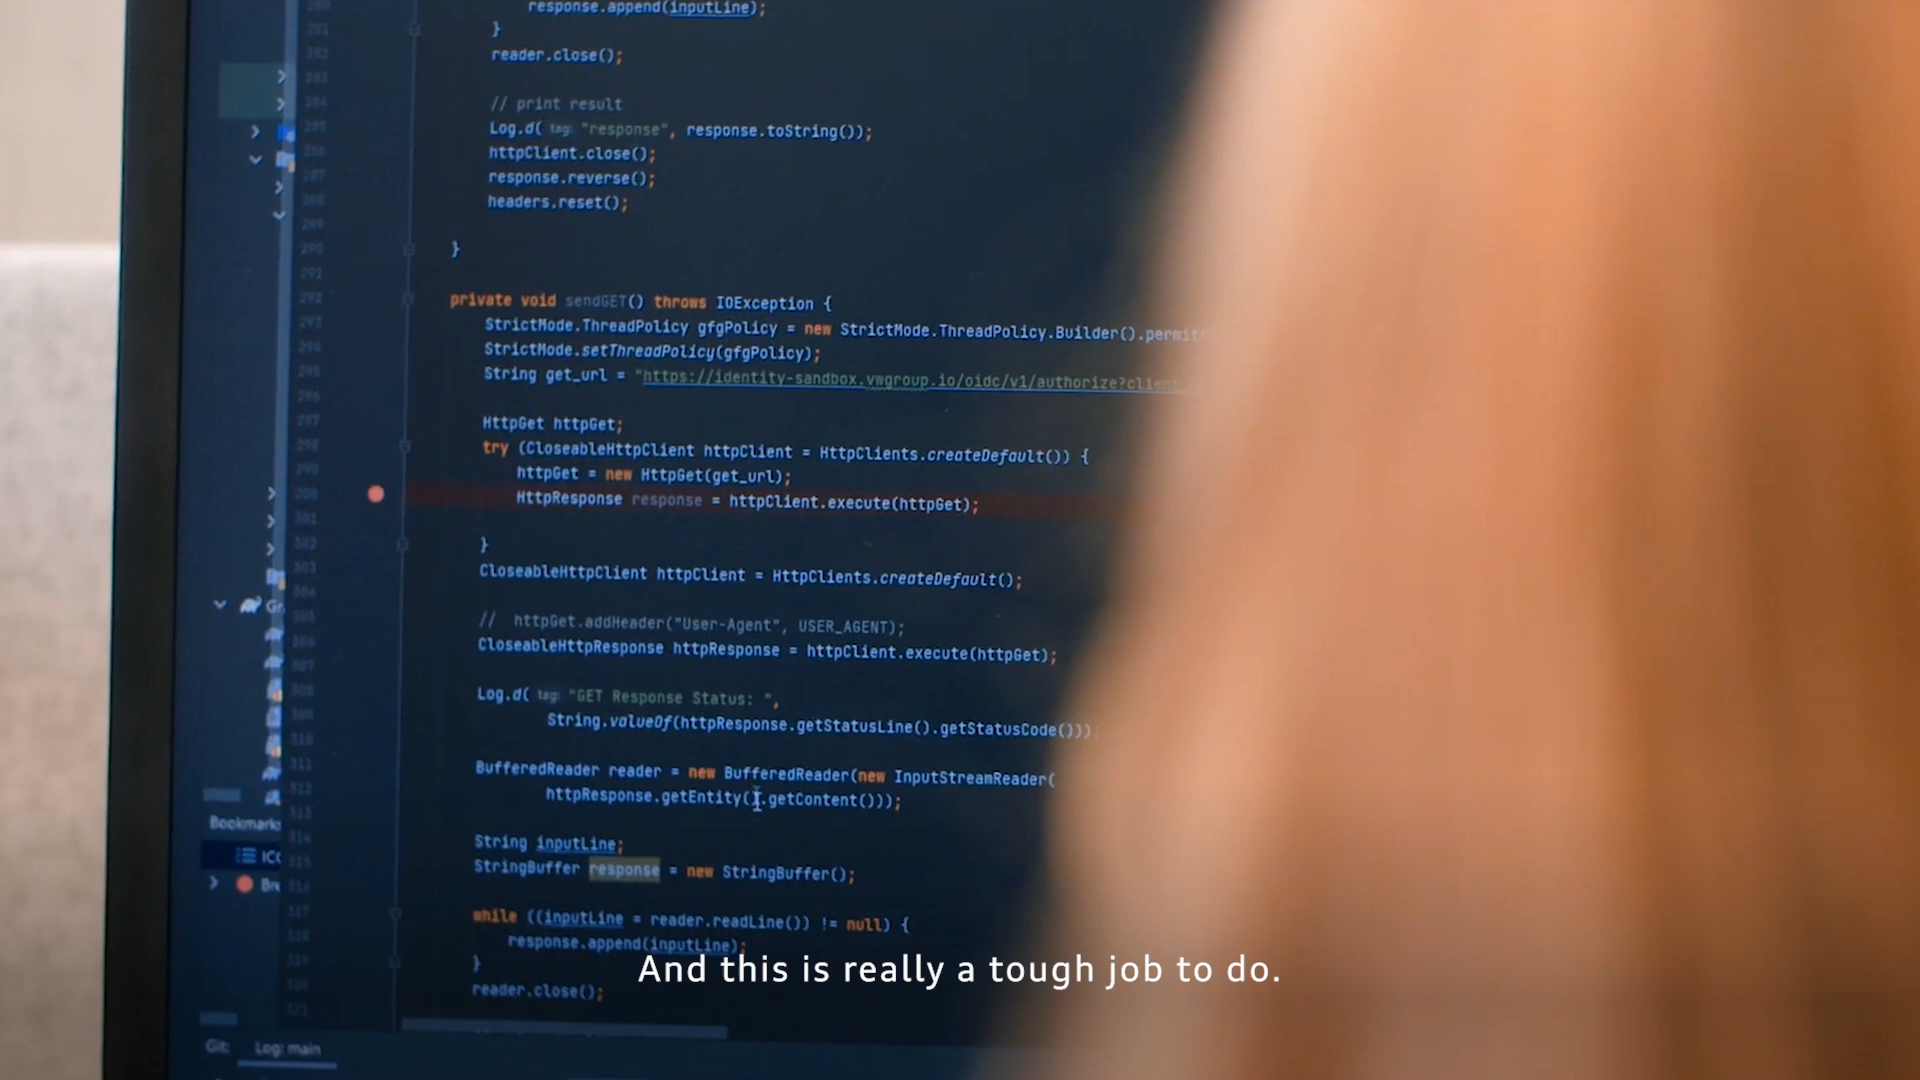 response.append(inputLine);
}
reader.close();
// print result
Log.d( tag: "response", response.toString());
httpClient.close();
response.reverse();
headers.reset();
}
private void sendGET() throws IOException {
StrictMode.ThreadPolicy gfgPolicy = new StrictMode.ThreadPolicy.Builder().permit
StrictMode.setThreadPolicy(gfgPolicy);
String get_url = "https://identity-sandbox.vwgroup.io/oidc/v1/authorize?client_
HttpGet httpGet;
try (CloseableHttpClient httpClient = HttpClients.createDefault()) {
httpGet = new HttpGet(get_url);
HttpResponse response = httpClient.execute(httpGet);
}
CloseableHttpClient httpClient = HttpClients.createDefault();
// httpGet.addHeader("User-Agent", USER_AGENT);
CloseableHttpResponse httpResponse = httpClient.execute(httpGet);
Log.d( tag: "GET Response Status: ",
String.valueOf(httpResponse.getStatusLine().getStatusCode()));
BufferedReader reader = new BufferedReader(new InputStreamReader(
httpResponse.getEntity().getContent()));
String inputLine;
StringBuffer response = new StringBuffer();
while ((inputLine = reader.readLine()) != null) {
response.append(inputLine);
}
reader.close();
Bookmarks
Git: Log: main
And this is really a tough job to do.